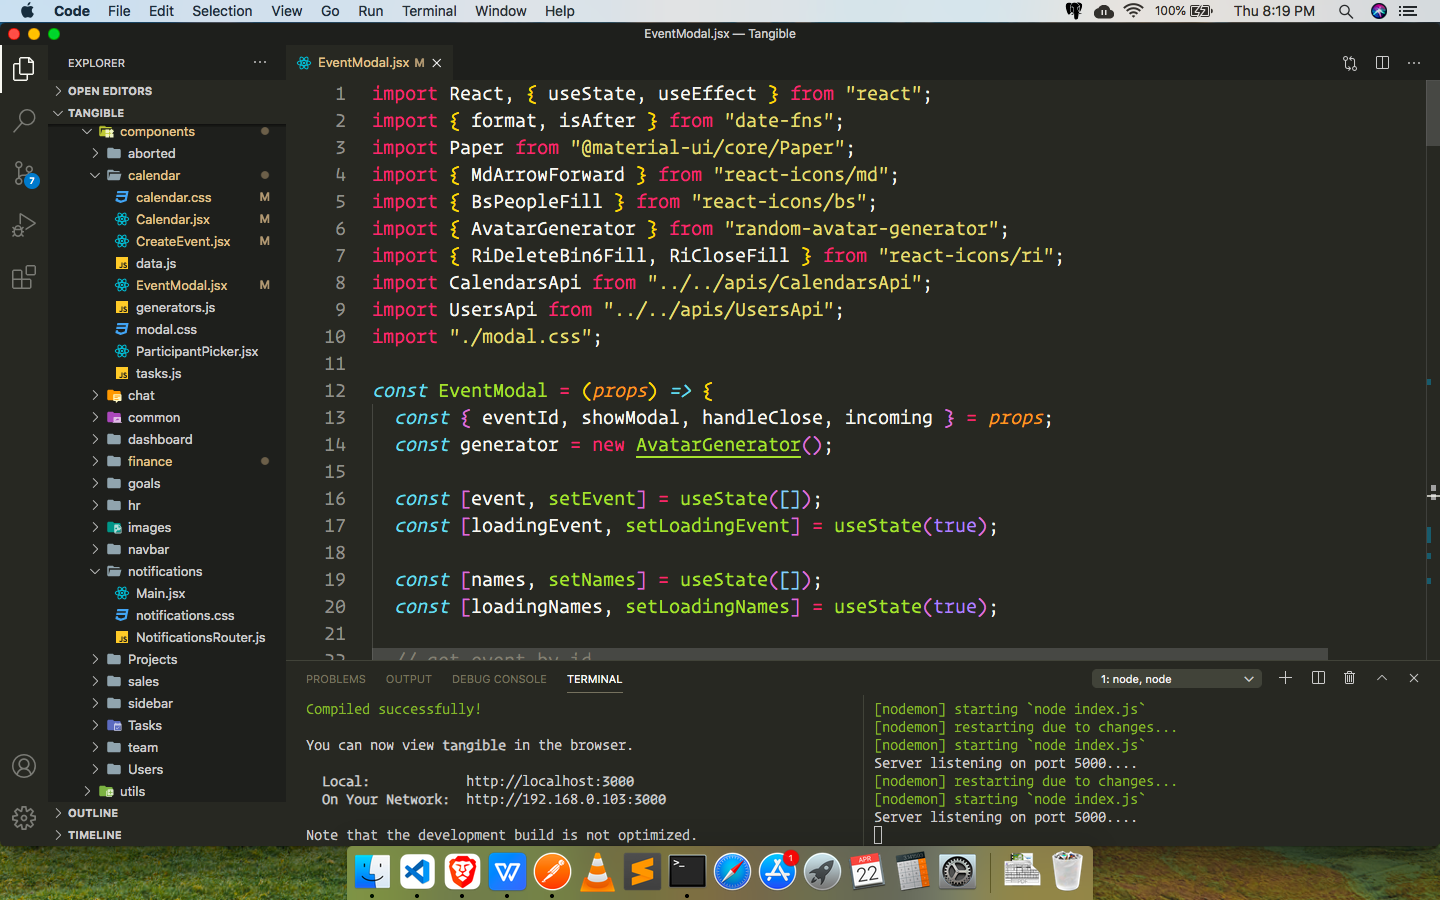 Code File Edit Selection View Go Run Terminal Window Help 100% Thu 8:19 PM
EventModal.jsx — Tangible
EXPLORER
OPEN EDITORS
TANGIBLE
components
aborted
calendar
calendar.css M
Calendar.jsx M
CreateEvent.jsx M
data.js
EventModal.jsx M
generators.js
modal.css
ParticipantPicker.jsx
tasks.js
chat
common
dashboard
finance
goals
hr
images
navbar
notifications
Main.jsx
notifications.css
NotificationsRouter.js
Projects
sales
sidebar
Tasks
team
Users
utils
OUTLINE
TIMELINE
7
EventModal.jsx M
1 import React, { useState, useEffect } from "react";
2 import { format, isAfter } from "date-fns";
3 import Paper from "@material-ui/core/Paper";
4 import { MdArrowForward } from "react-icons/md";
5 import { BsPeopleFill } from "react-icons/bs";
6 import { AvatarGenerator } from "random-avatar-generator";
7 import { RiDeleteBin6Fill, RiCloseFill } from "react-icons/ri";
8 import CalendarsApi from "../../apis/CalendarsApi";
9 import UsersApi from "../../apis/UsersApi";
10 import "./modal.css";
11
12 const EventModal = (props) => {
13 const { eventId, showModal, handleClose, incoming } = props;
14 const generator = new AvatarGenerator();
15
16 const [event, setEvent] = useState([]);
17 const [loadingEvent, setLoadingEvent] = useState(true);
18
19 const [names, setNames] = useState([]);
20 const [loadingNames, setLoadingNames] = useState(true);
21
22 // get event by id
PROBLEMS OUTPUT DEBUG CONSOLE TERMINAL 1: node, node
Compiled successfully!
You can now view tangible in the browser.
Local: http://localhost:3000
On Your Network: http://192.168.0.103:3000
Note that the development build is not optimized.
[nodemon] starting `node index.js`
[nodemon] restarting due to changes...
[nodemon] starting `node index.js`
Server listening on port 5000....
[nodemon] restarting due to changes...
[nodemon] starting `node index.js`
Server listening on port 5000....
1
APR
22